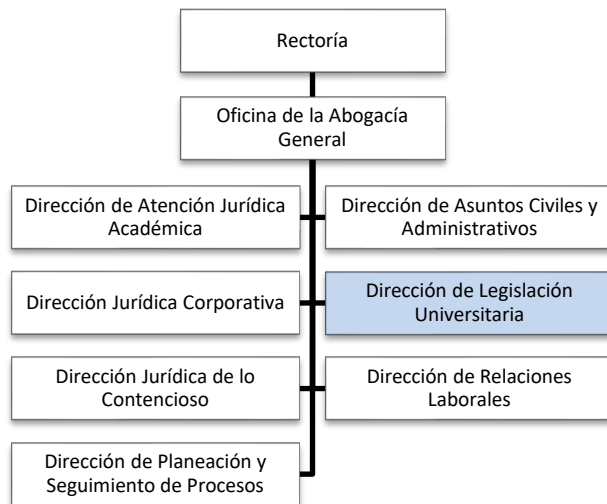 Rectoría
Oficina de la Abogacía
General
Dirección de Atención Jurídica
Académica
Dirección de Asuntos Civiles y
Administrativos
Dirección Jurídica Corporativa
Dirección de Legislación
Universitaria
Dirección Jurídica de lo
Contencioso
Dirección de Relaciones
Laborales
Dirección de Planeación y
Seguimiento de Procesos